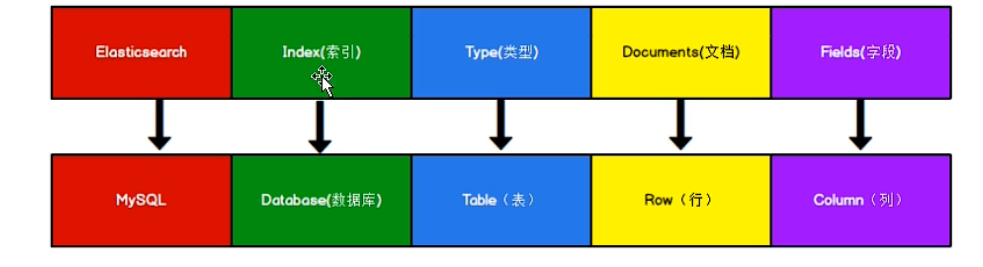 Elasticsearch
Index(索引)
Type(类型)
Documents(文档)
Fields(字段)
MySQL
Database(数据库)
Table（表）
Row（行）
Column（列）